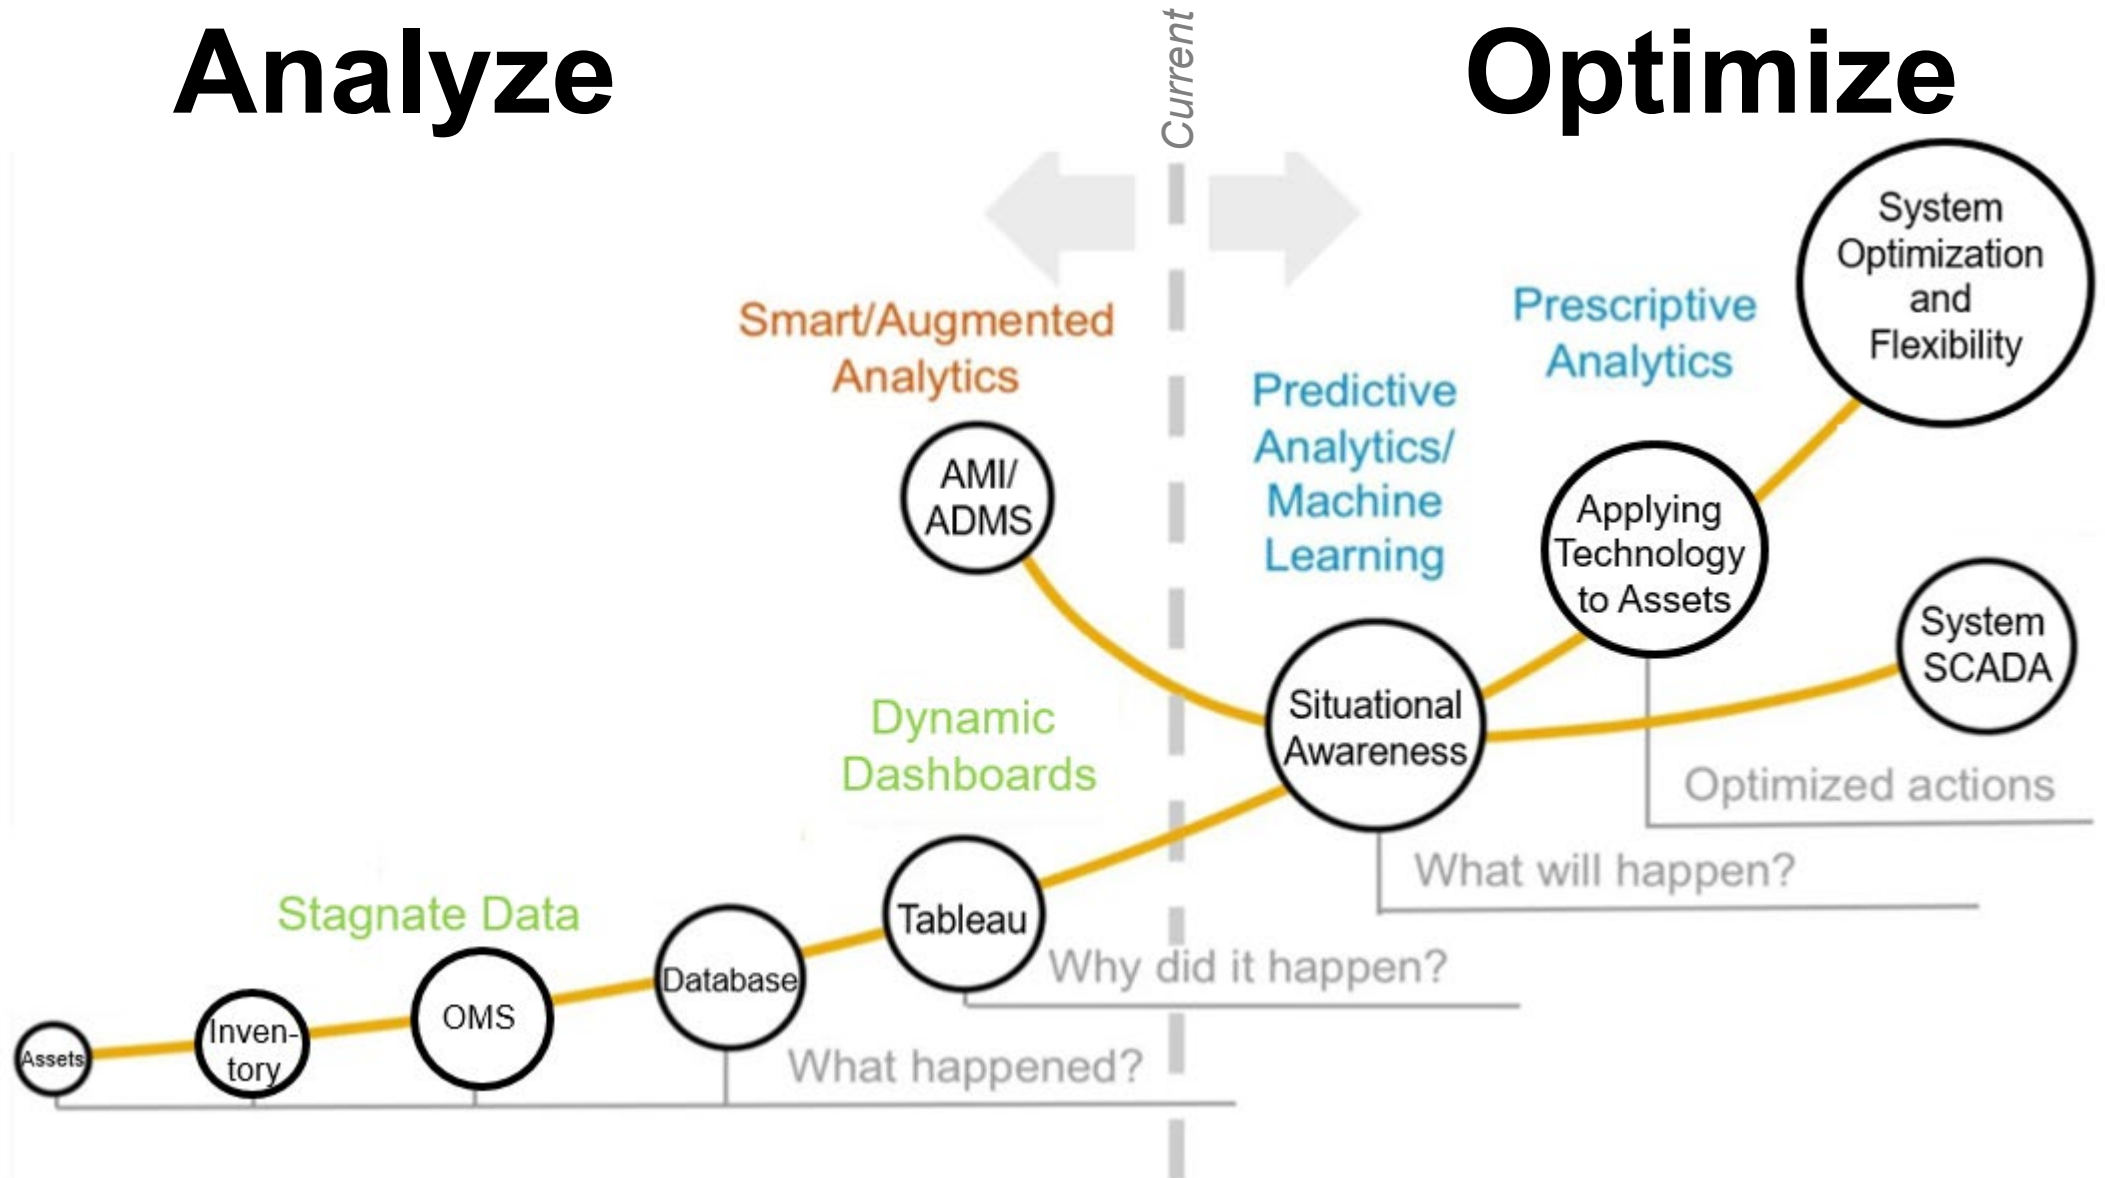 Analyze
Current
Optimize
System
Optimization
and
Flexibility
Smart/Augmented
Analytics
Prescriptive
Analytics
Predictive
Analytics/
Machine
Learning
AMI/
ADMS
Applying
Technology
to Assets
System
SCADA
Situational
Awareness
Dynamic
Dashboards
Optimized actions
What will happen?
Stagnate Data
Tableau
Why did it happen?
Database
OMS
Inven-
tory
Assets
What happened?